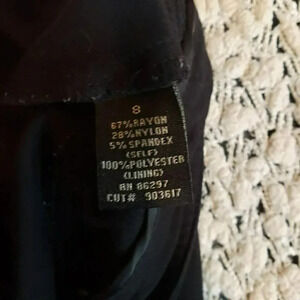 8
67%RAYON
28%NYLON
5%SPANDEX
(SELF)
100%POLYESTER
(LINING)
RN 86297
CUT# 903617